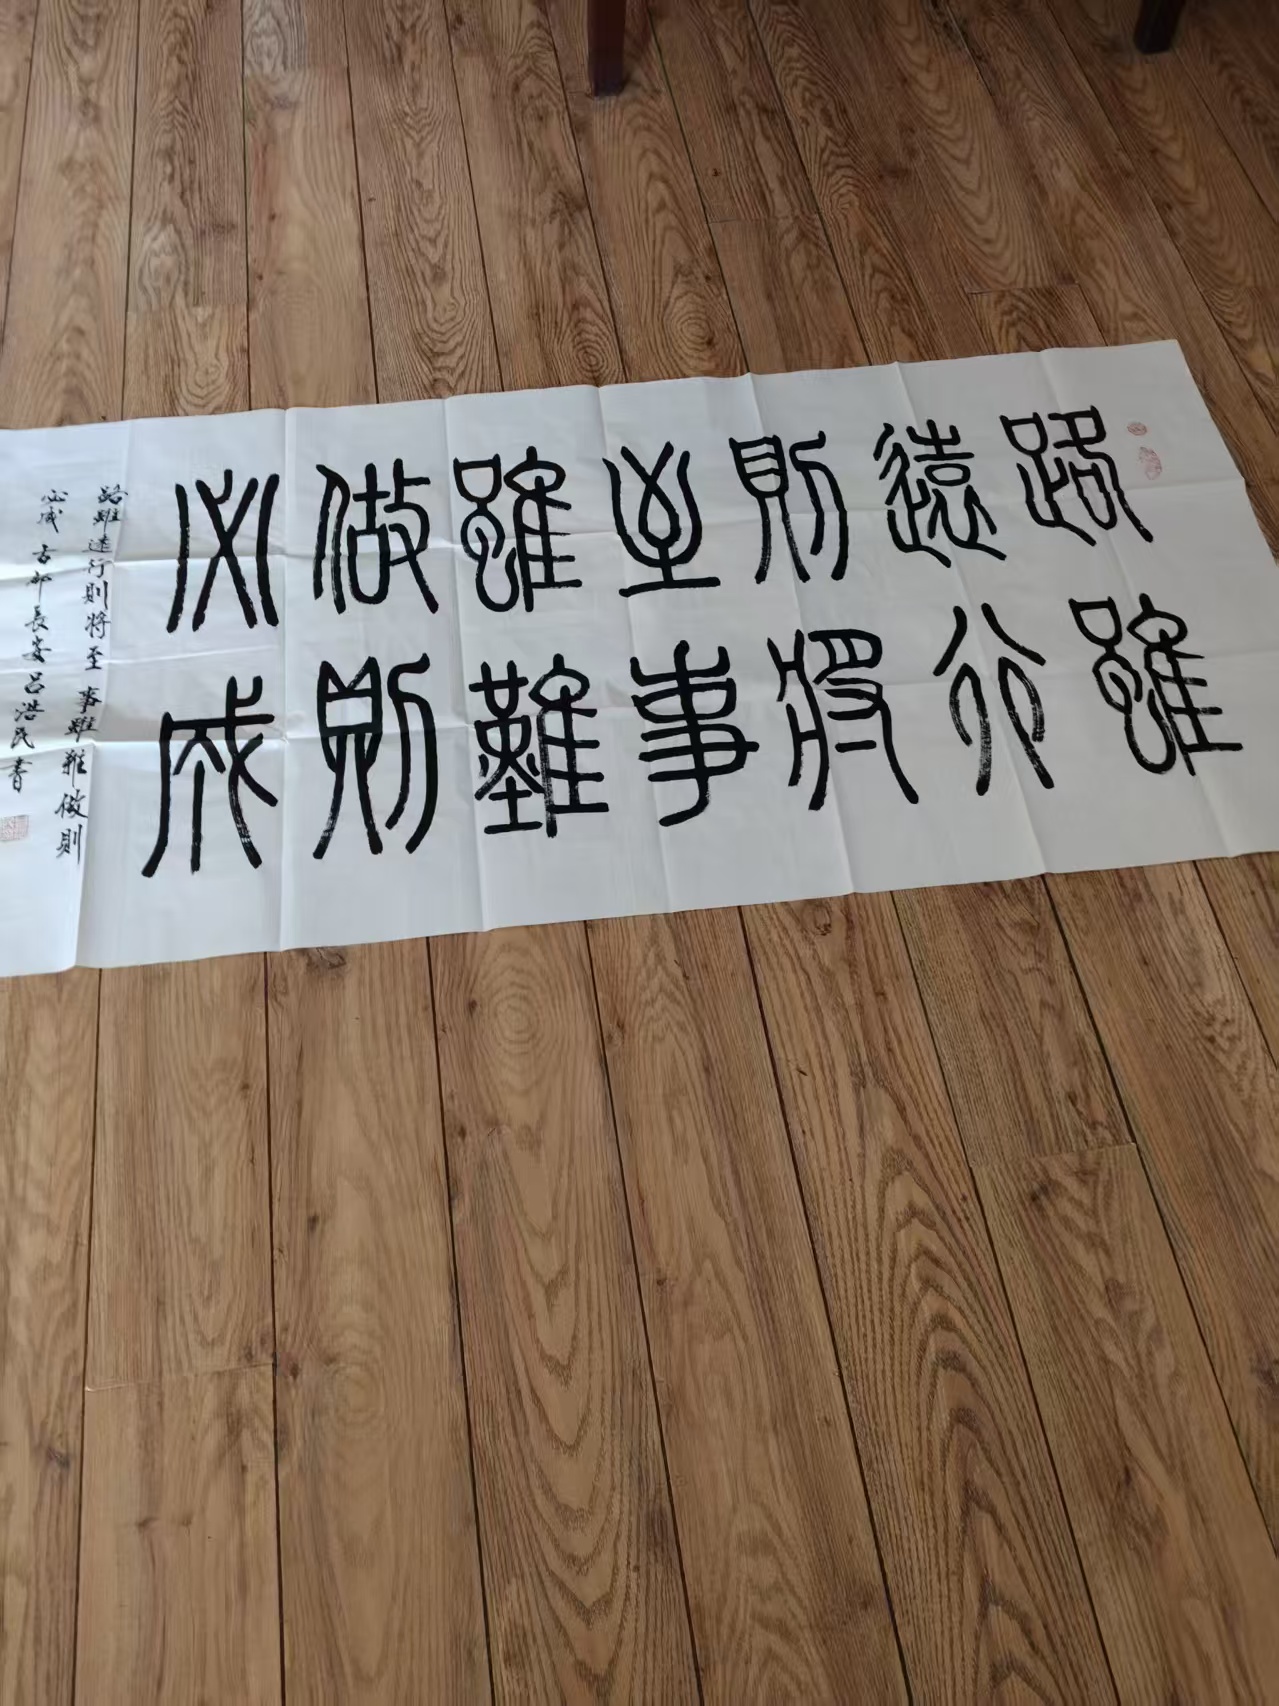 路雖
遠行
則將
至事
雖難
做則
必成
路雖遠行則將至事雖難做則
必成古都長安呂浩民書